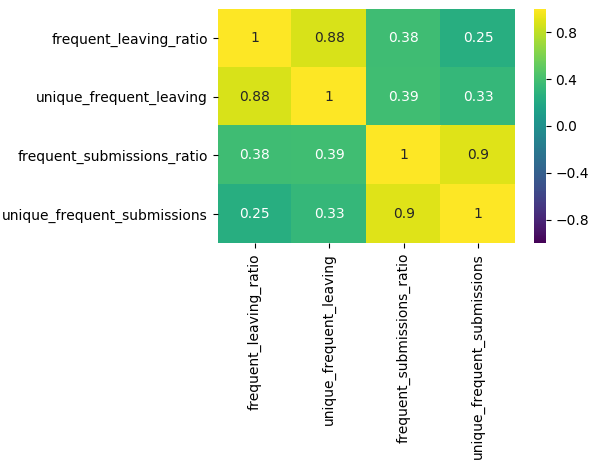 frequent_leaving_ratio 1 0.88 0.38 0.25
unique_frequent_leaving 0.88 1 0.39 0.33
frequent_submissions_ratio 0.38 0.39 1 0.9
unique_frequent_submissions 0.25 0.33 0.9 1
frequent_leaving_ratio
unique_frequent_leaving
frequent_submissions_ratio
unique_frequent_submissions
0.8
0.4
0.0
−0.4
−0.8